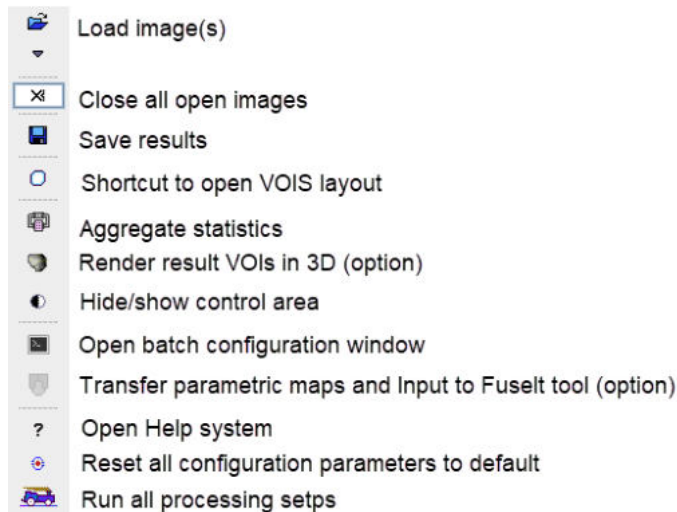 Load image(s)
Close all open images
Save results
Shortcut to open VOIS layout
Aggregate statistics
Render result VOIs in 3D (option)
Hide/show control area
Open batch configuration window
Transfer parametric maps and Input to FuseIt tool (option)
? Open Help system
Reset all configuration parameters to default
Run all processing setps